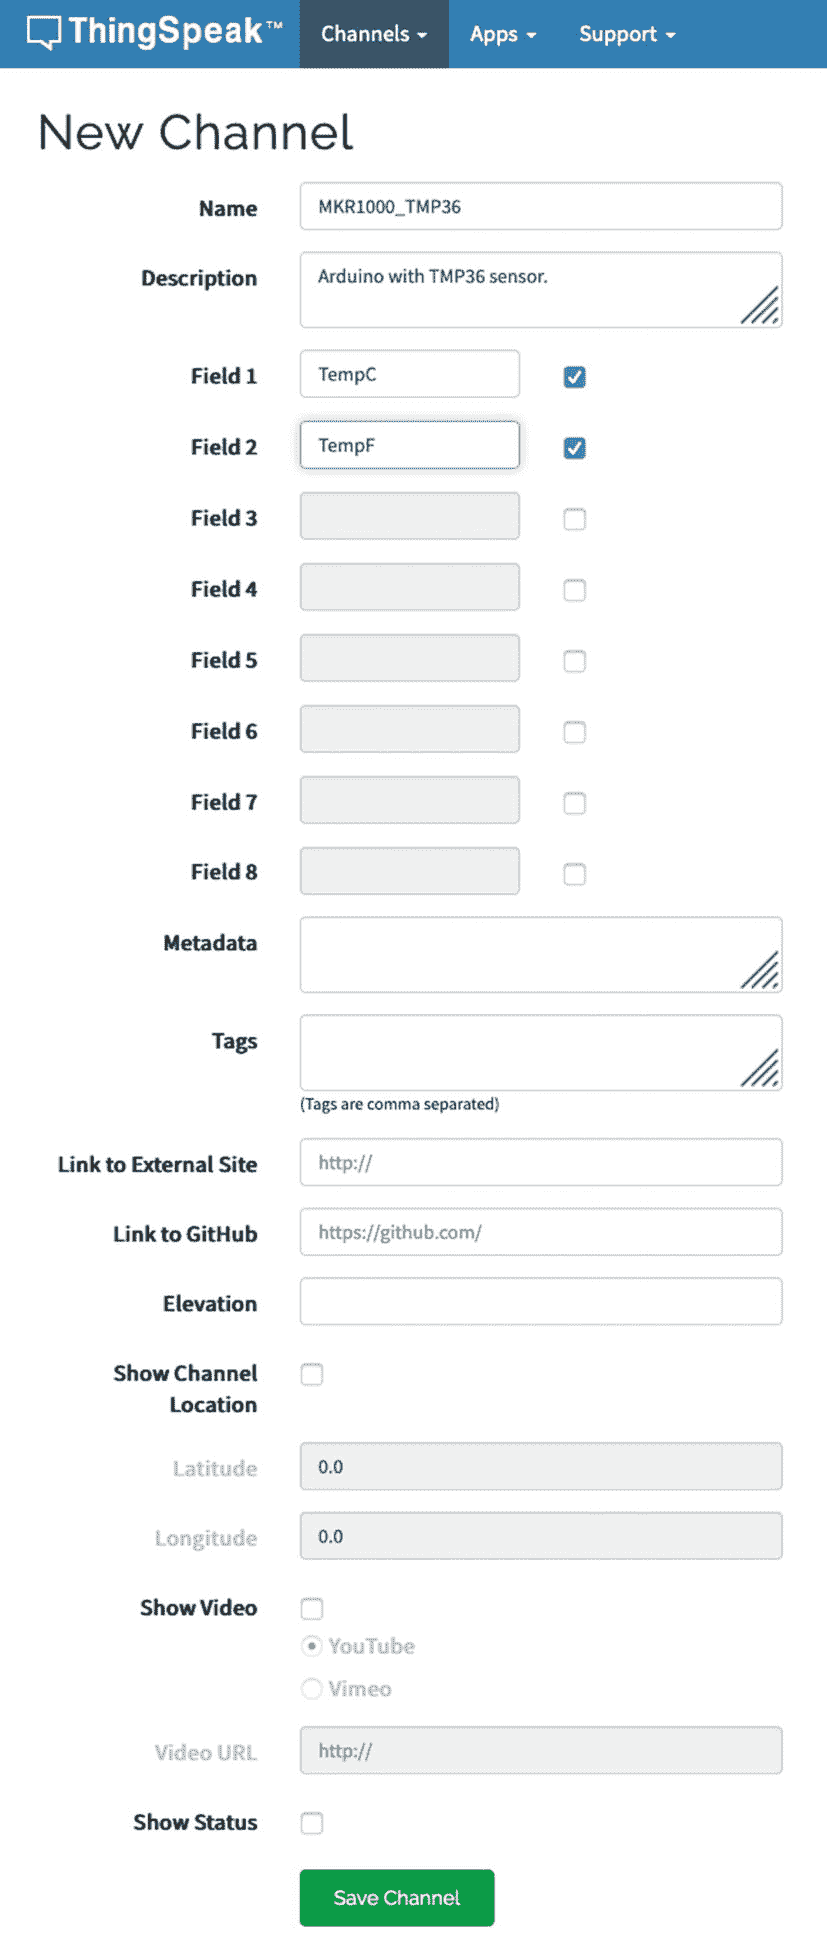 ThingSpeak™ Channels Apps Support
New Channel
Name MKR1000_TMP36
Description Arduino with TMP36 sensor.
Field 1 TempC
Field 2 TempF
Field 3
Field 4
Field 5
Field 6
Field 7
Field 8
Metadata
Tags
(Tags are comma separated)
Link to External Site http://
Link to GitHub https://github.com/
Elevation
Show Channel
Location
Latitude 0.0
Longitude 0.0
Show Video
YouTube
Vimeo
Video URL http://
Show Status
Save Channel